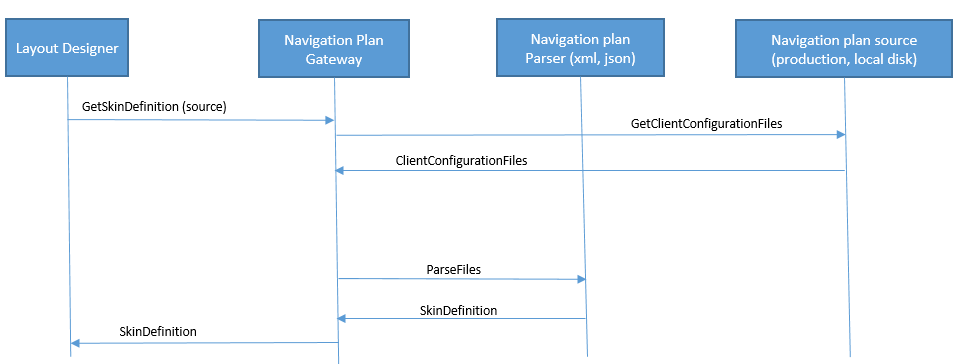 Layout Designer
Navigation Plan
Gateway
Navigation plan
Parser (xml, json)
Navigation plan source
(production, local disk)
GetSkinDefinition (source)
GetClientConfigurationFiles
ClientConfigurationFiles
ParseFiles
SkinDefinition
SkinDefinition